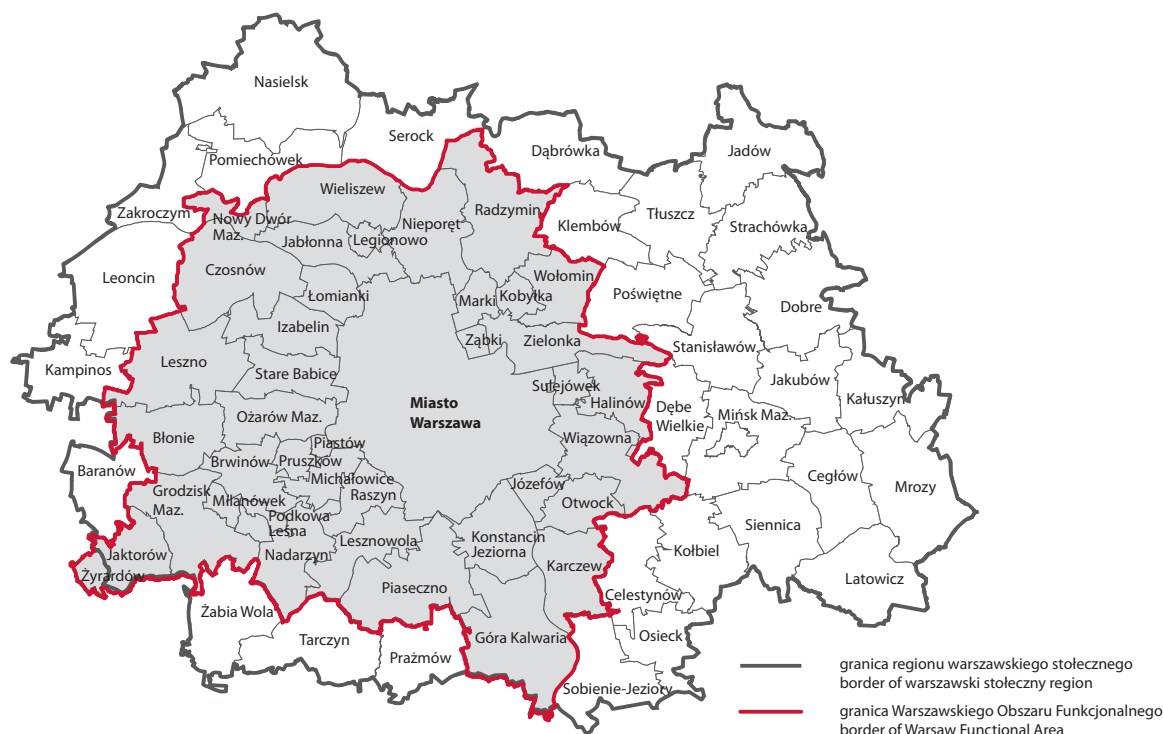 Nasielsk
Serock
Dąbrówka
Jadów
Pomiechówek
Wieliszew
Zakroczym
Nowy Dwór
Maz.
Nieporęt
Radzymin
Klembów
Tłuszcz
Strachówka
Jabłonna
Legionowo
Leoncin
Czosnów
Łomianki
Wołomin
Marki
Kobyłka
Poświętne
Dobre
Izabelin
Ząbki
Zielonka
Stanisławów
Kampinos
Leszno
Stare Babice
Sulejówek
Halinów
Jakubów
Kałuszyn
Miasto
Warszawa
Ożarów Maz.
Dębe
Wielkie
Mińsk Maz.
Błonie
Piastów
Wiązowna
Baranów
Brwinów
Pruszków
Michałowice
Cegłów
Mrozy
Grodzisk
Maz.
Milanówek
Raszyn
Józefów
Otwock
Podkowa
Leśna
Siennica
Jaktorów
Nadarzyn
Lesznowola
Konstancin
Jeziorna
Kołbiel
Żyrardów
Piaseczno
Karczew
Latowicz
Żabia Wola
Celestynów
Tarczyn
Prażmów
Góra Kalwaria
Osieck
Sobienie-Jeziory
granica regionu warszawskiego stołecznego
border of warszawski stołeczny region
granica Warszawskiego Obszaru Funkcjonalnego
border of Warsaw Functional Area